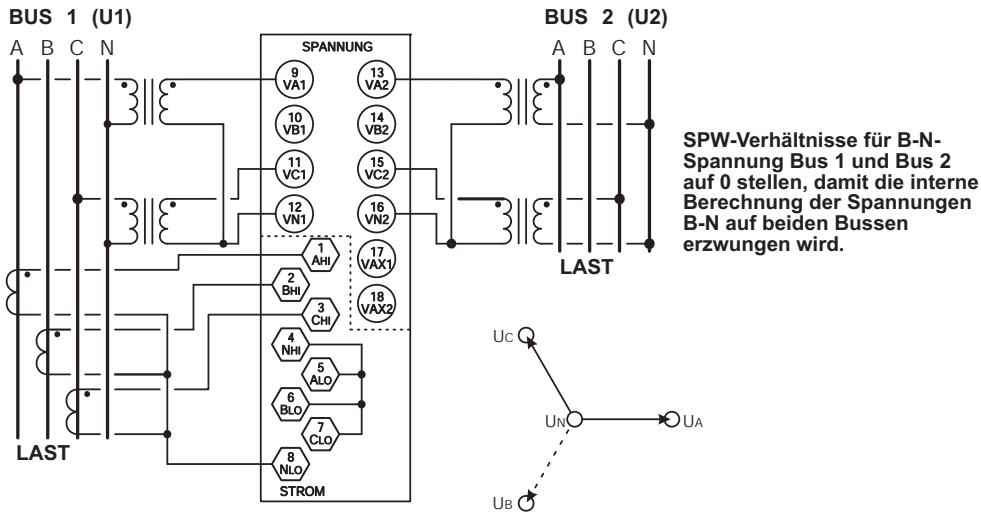 BUS 1 (U1)
A B C N
BUS 2 (U2)
A B C N
SPANNUNG
9
VA1
13
VA2
10
VB1
14
VB2
11
VC1
15
VC2
12
VN1
16
VN2
1
AHI
17
VAX1
2
BHI
18
VAX2
3
CHI
4
NHI
5
ALO
6
BLO
7
CLO
8
NLO
STROM
LAST
LAST
SPW-Verhältnisse für B-N-
Spannung Bus 1 und Bus 2
auf 0 stellen, damit die interne
Berechnung der Spannungen
B-N auf beiden Bussen
erzwungen wird.
UC
UN
UA
UB